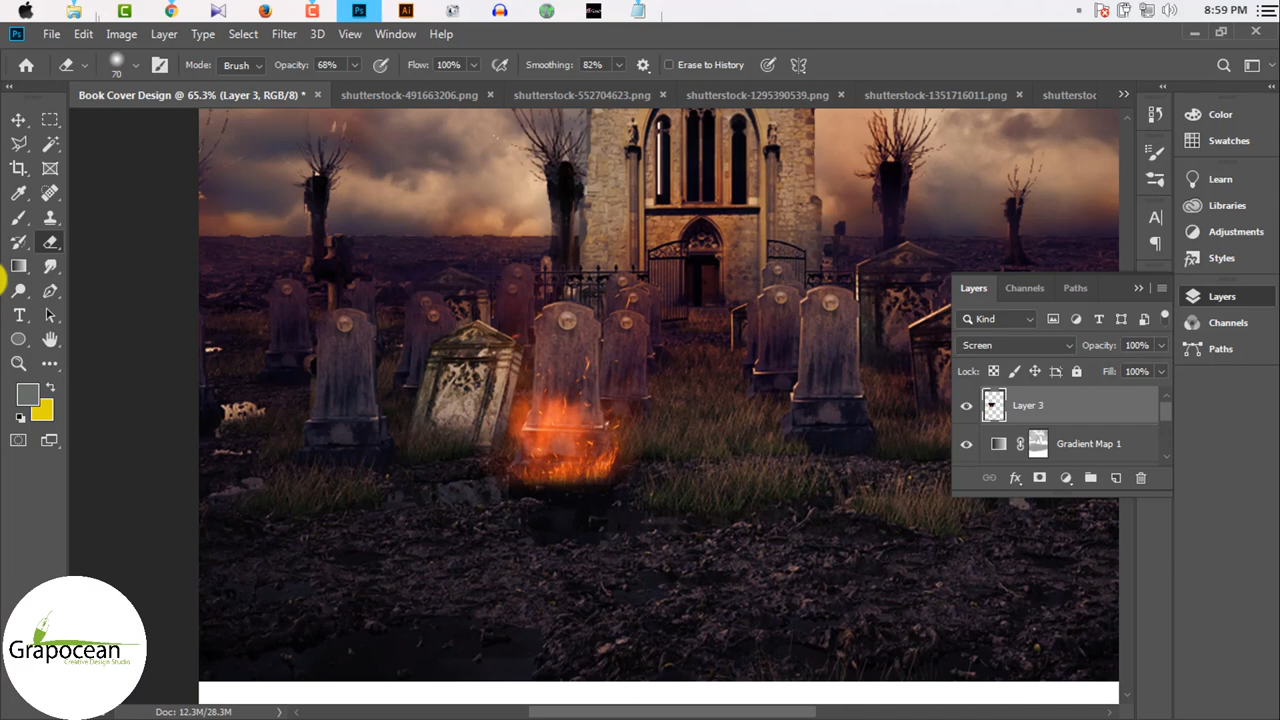 8:59 PM
Ps File Edit Image Layer Type Select Filter 3D View Window Help
70 Mode: Brush Opacity: 68% Flow: 100% Smoothing: 82% Erase to History
Book Cover Design @ 65.3% (Layer 3, RGB/8) * shutterstock-491663206.png shutterstock-552704623.png shutterstock-1295390539.png shutterstock-1351716011.png shutterstoc
Color
Swatches
Learn
Libraries
Adjustments
Styles
Layers
Channels
Paths
Layers Channels Paths
Kind
Screen Opacity: 100%
Lock: Fill: 100%
Layer 3
Gradient Map 1
fx
Grapocean
Creative Design Studio
Doc: 12.3M/28.3M